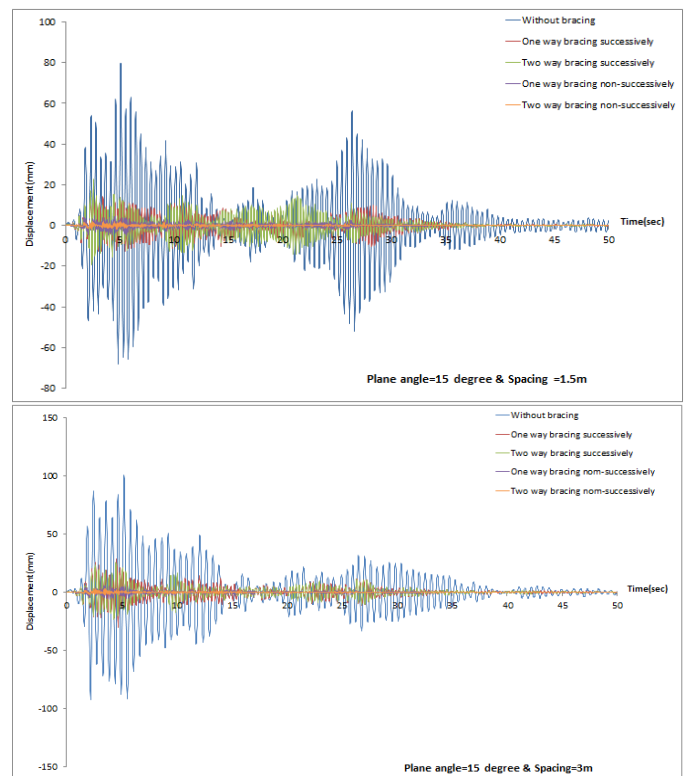 100
80
60
40
20
0
-20
-40
-60
-80
Displacement(mm)
0 5 10 15 20 25 30 35 40 45 50
Time(sec)
Without bracing
One way bracing successively
Two way bracing successively
One way bracing non-successively
Two way bracing non-successively
Plane angle=15 degree & Spacing =1.5m
150
100
50
0
-50
-100
-150
Displacement(mm)
0 5 10 15 20 25 30 35 40 45 50
Time(sec)
Without bracing
One way bracing successively
Two way bracing successively
One way bracing nom-successively
Two way bracing nom-successively
Plane angle=15 degree & Spacing=3m